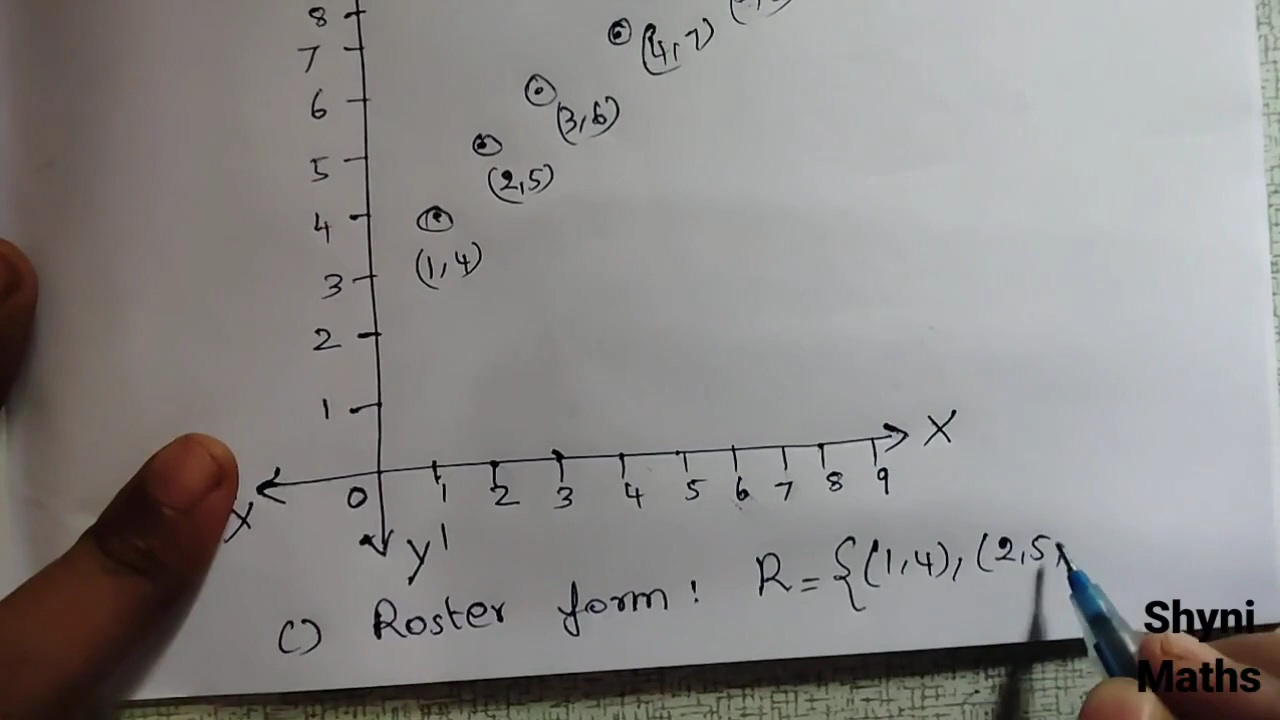 8
7
(4,7)
6
(3,6)
5
(2,5)
4
(1,4)
3
2
1
X
0 1 2 3 4 5 6 7 8 9
X
y'
C) Roster form: R={(1,4),(2,5)
Shyni
Maths